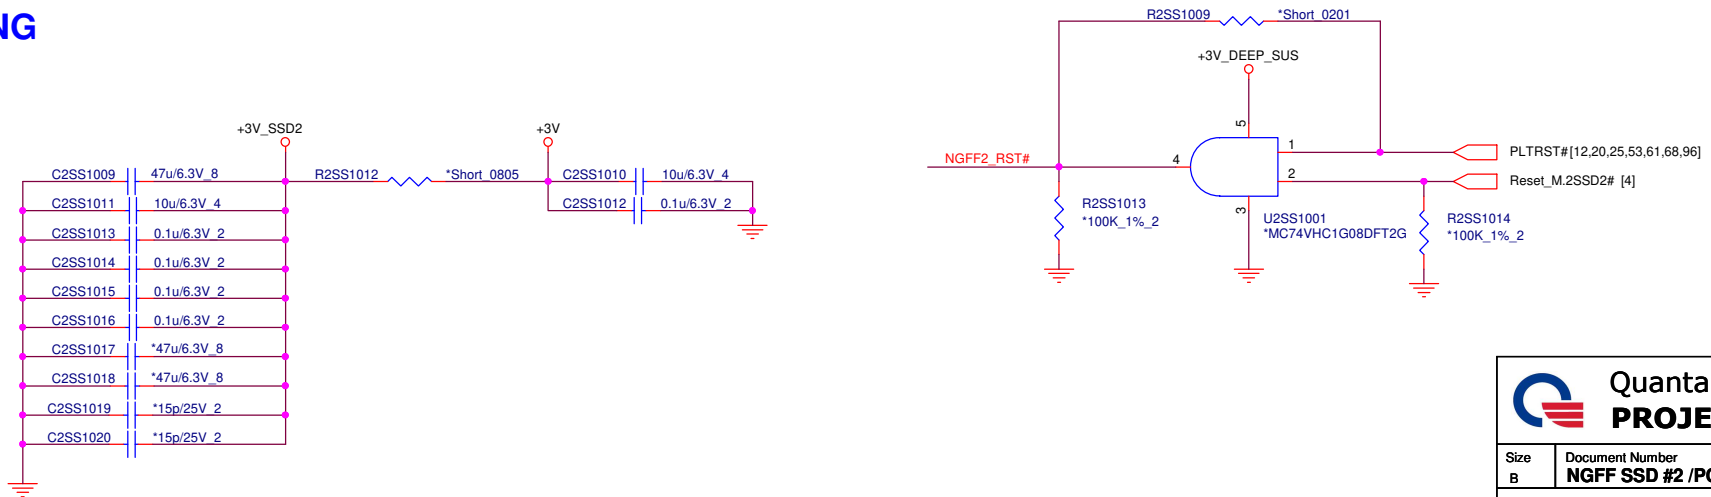 NG
+3V_SSD2
+3V
C2SS1009 47u/6.3V_8
R2SS1012 *Short_0805
C2SS1010 10u/6.3V_4
C2SS1011 10u/6.3V_4
C2SS1012 0.1u/6.3V_2
C2SS1013 0.1u/6.3V_2
C2SS1014 0.1u/6.3V_2
C2SS1015 0.1u/6.3V_2
C2SS1016 0.1u/6.3V_2
C2SS1017 *47u/6.3V_8
C2SS1018 *47u/6.3V_8
C2SS1019 *15p/25V_2
C2SS1020 *15p/25V_2
R2SS1009 *Short_0201
+3V_DEEP_SUS
5
1
PLTRST#[12,20,25,53,61,68,96]
NGFF2_RST#
4
2
Reset_M.2SSD2# [4]
3
R2SS1013
*100K_1%_2
U2SS1001
*MC74VHC1G08DFT2G
R2SS1014
*100K_1%_2
Quanta
PROJE
Size
B
Document Number
NGFF SSD #2 /P